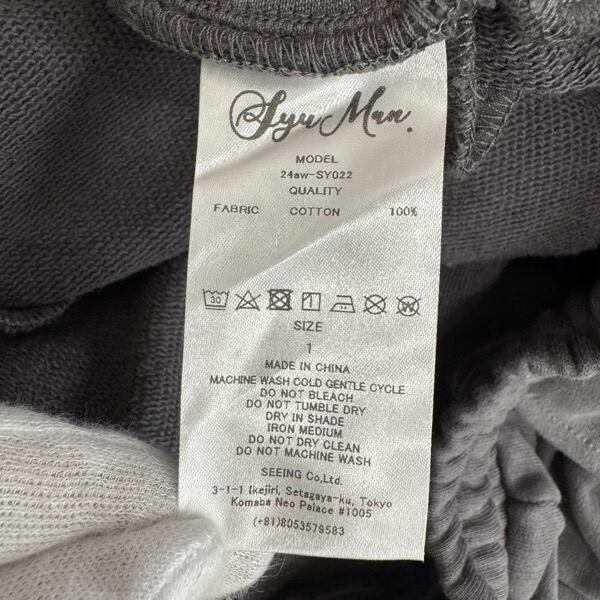 Syu Man.
MODEL
24aw-SY022
QUALITY
FABRIC COTTON 100%
30 W
SIZE
1
MADE IN CHINA
MACHINE WASH COLD GENTLE CYCLE
DO NOT BLEACH
DO NOT TUMBLE DRY
DRY IN SHADE
IRON MEDIUM
DO NOT DRY CLEAN
DO NOT MACHINE WASH
SEEING Co,Ltd.
3-1-1 Ikejiri, Setagaya-ku, Tokyo
Komaba Neo Palace #1005
(+81)8053579583